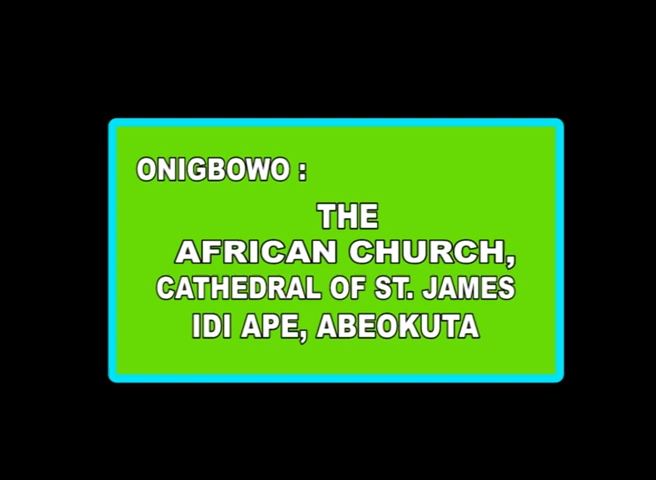 ONIGBOWO :
THE
AFRICAN CHURCH,
CATHEDRAL OF ST. JAMES
IDI APE, ABEOKUTA